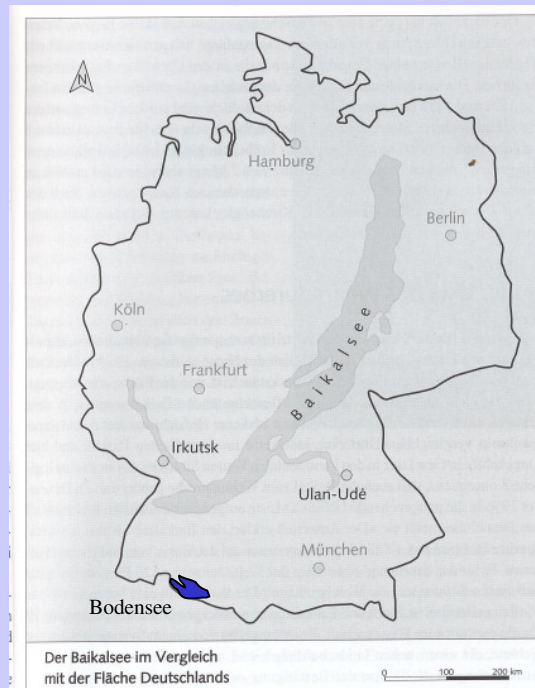 N
Hamburg
Berlin
Köln
Baikalsee
Frankfurt
Irkutsk
Ulan-Udè
München
Bodensee
Der Baikalsee im Vergleich
mit der Fläche Deutschlands
0 100 200 km